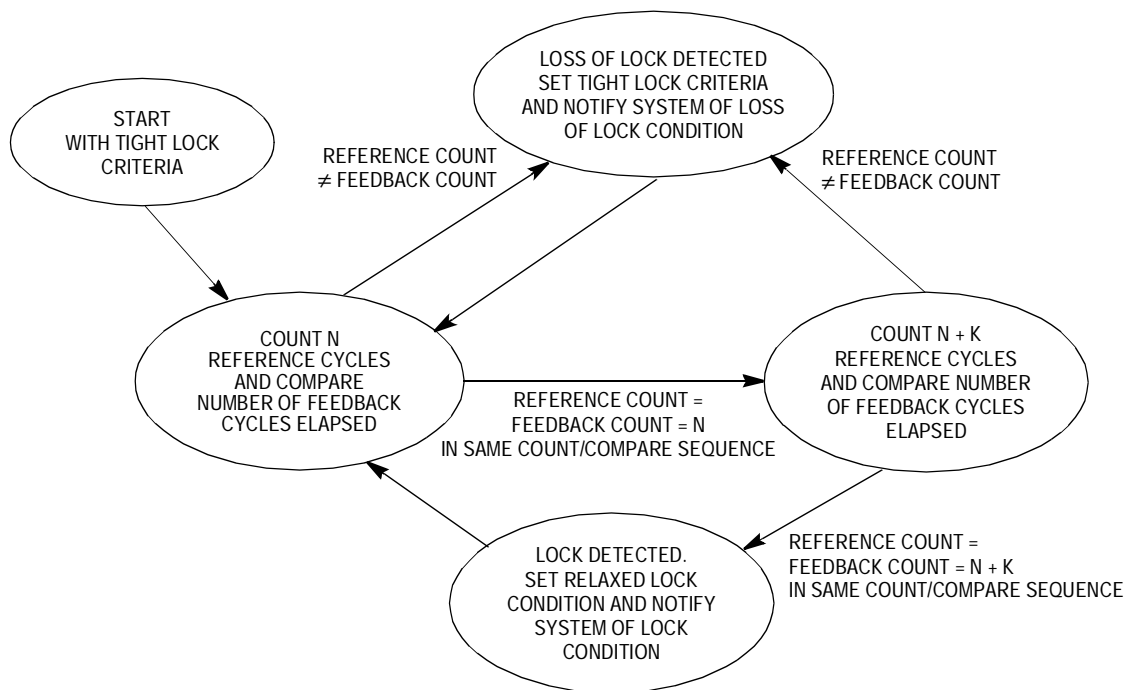 START
WITH TIGHT LOCK
CRITERIA
LOSS OF LOCK DETECTED
SET TIGHT LOCK CRITERIA
AND NOTIFY SYSTEM OF LOSS
OF LOCK CONDITION
REFERENCE COUNT
≠ FEEDBACK COUNT
REFERENCE COUNT
≠ FEEDBACK COUNT
COUNT N
REFERENCE CYCLES
AND COMPARE
NUMBER OF FEEDBACK
CYCLES ELAPSED
REFERENCE COUNT =
FEEDBACK COUNT = N
IN SAME COUNT/COMPARE SEQUENCE
COUNT N + K
REFERENCE CYCLES
AND COMPARE NUMBER
OF FEEDBACK CYCLES
ELAPSED
LOCK DETECTED.
SET RELAXED LOCK
CONDITION AND NOTIFY
SYSTEM OF LOCK
CONDITION
REFERENCE COUNT =
FEEDBACK COUNT = N + K
IN SAME COUNT/COMPARE SEQUENCE